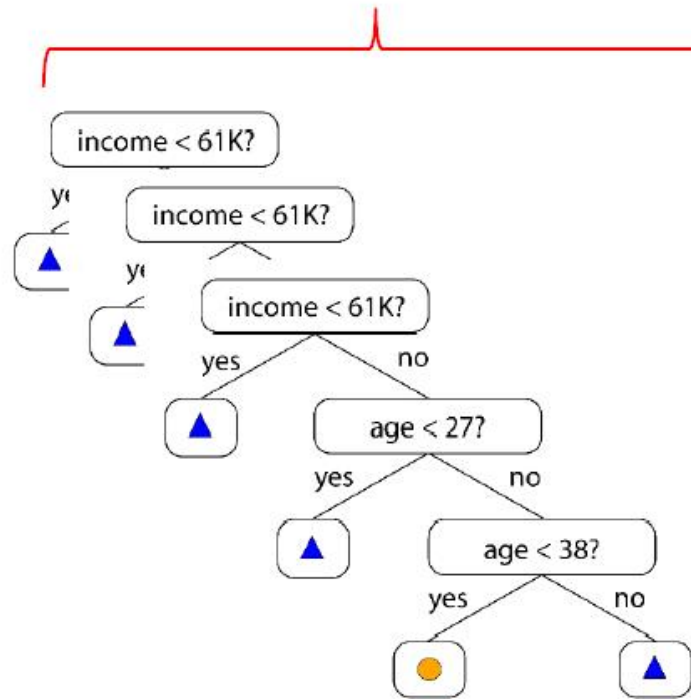 income < 61K?
income < 61K?
income < 61K?
yes no
age < 27?
yes no
age < 38?
yes no